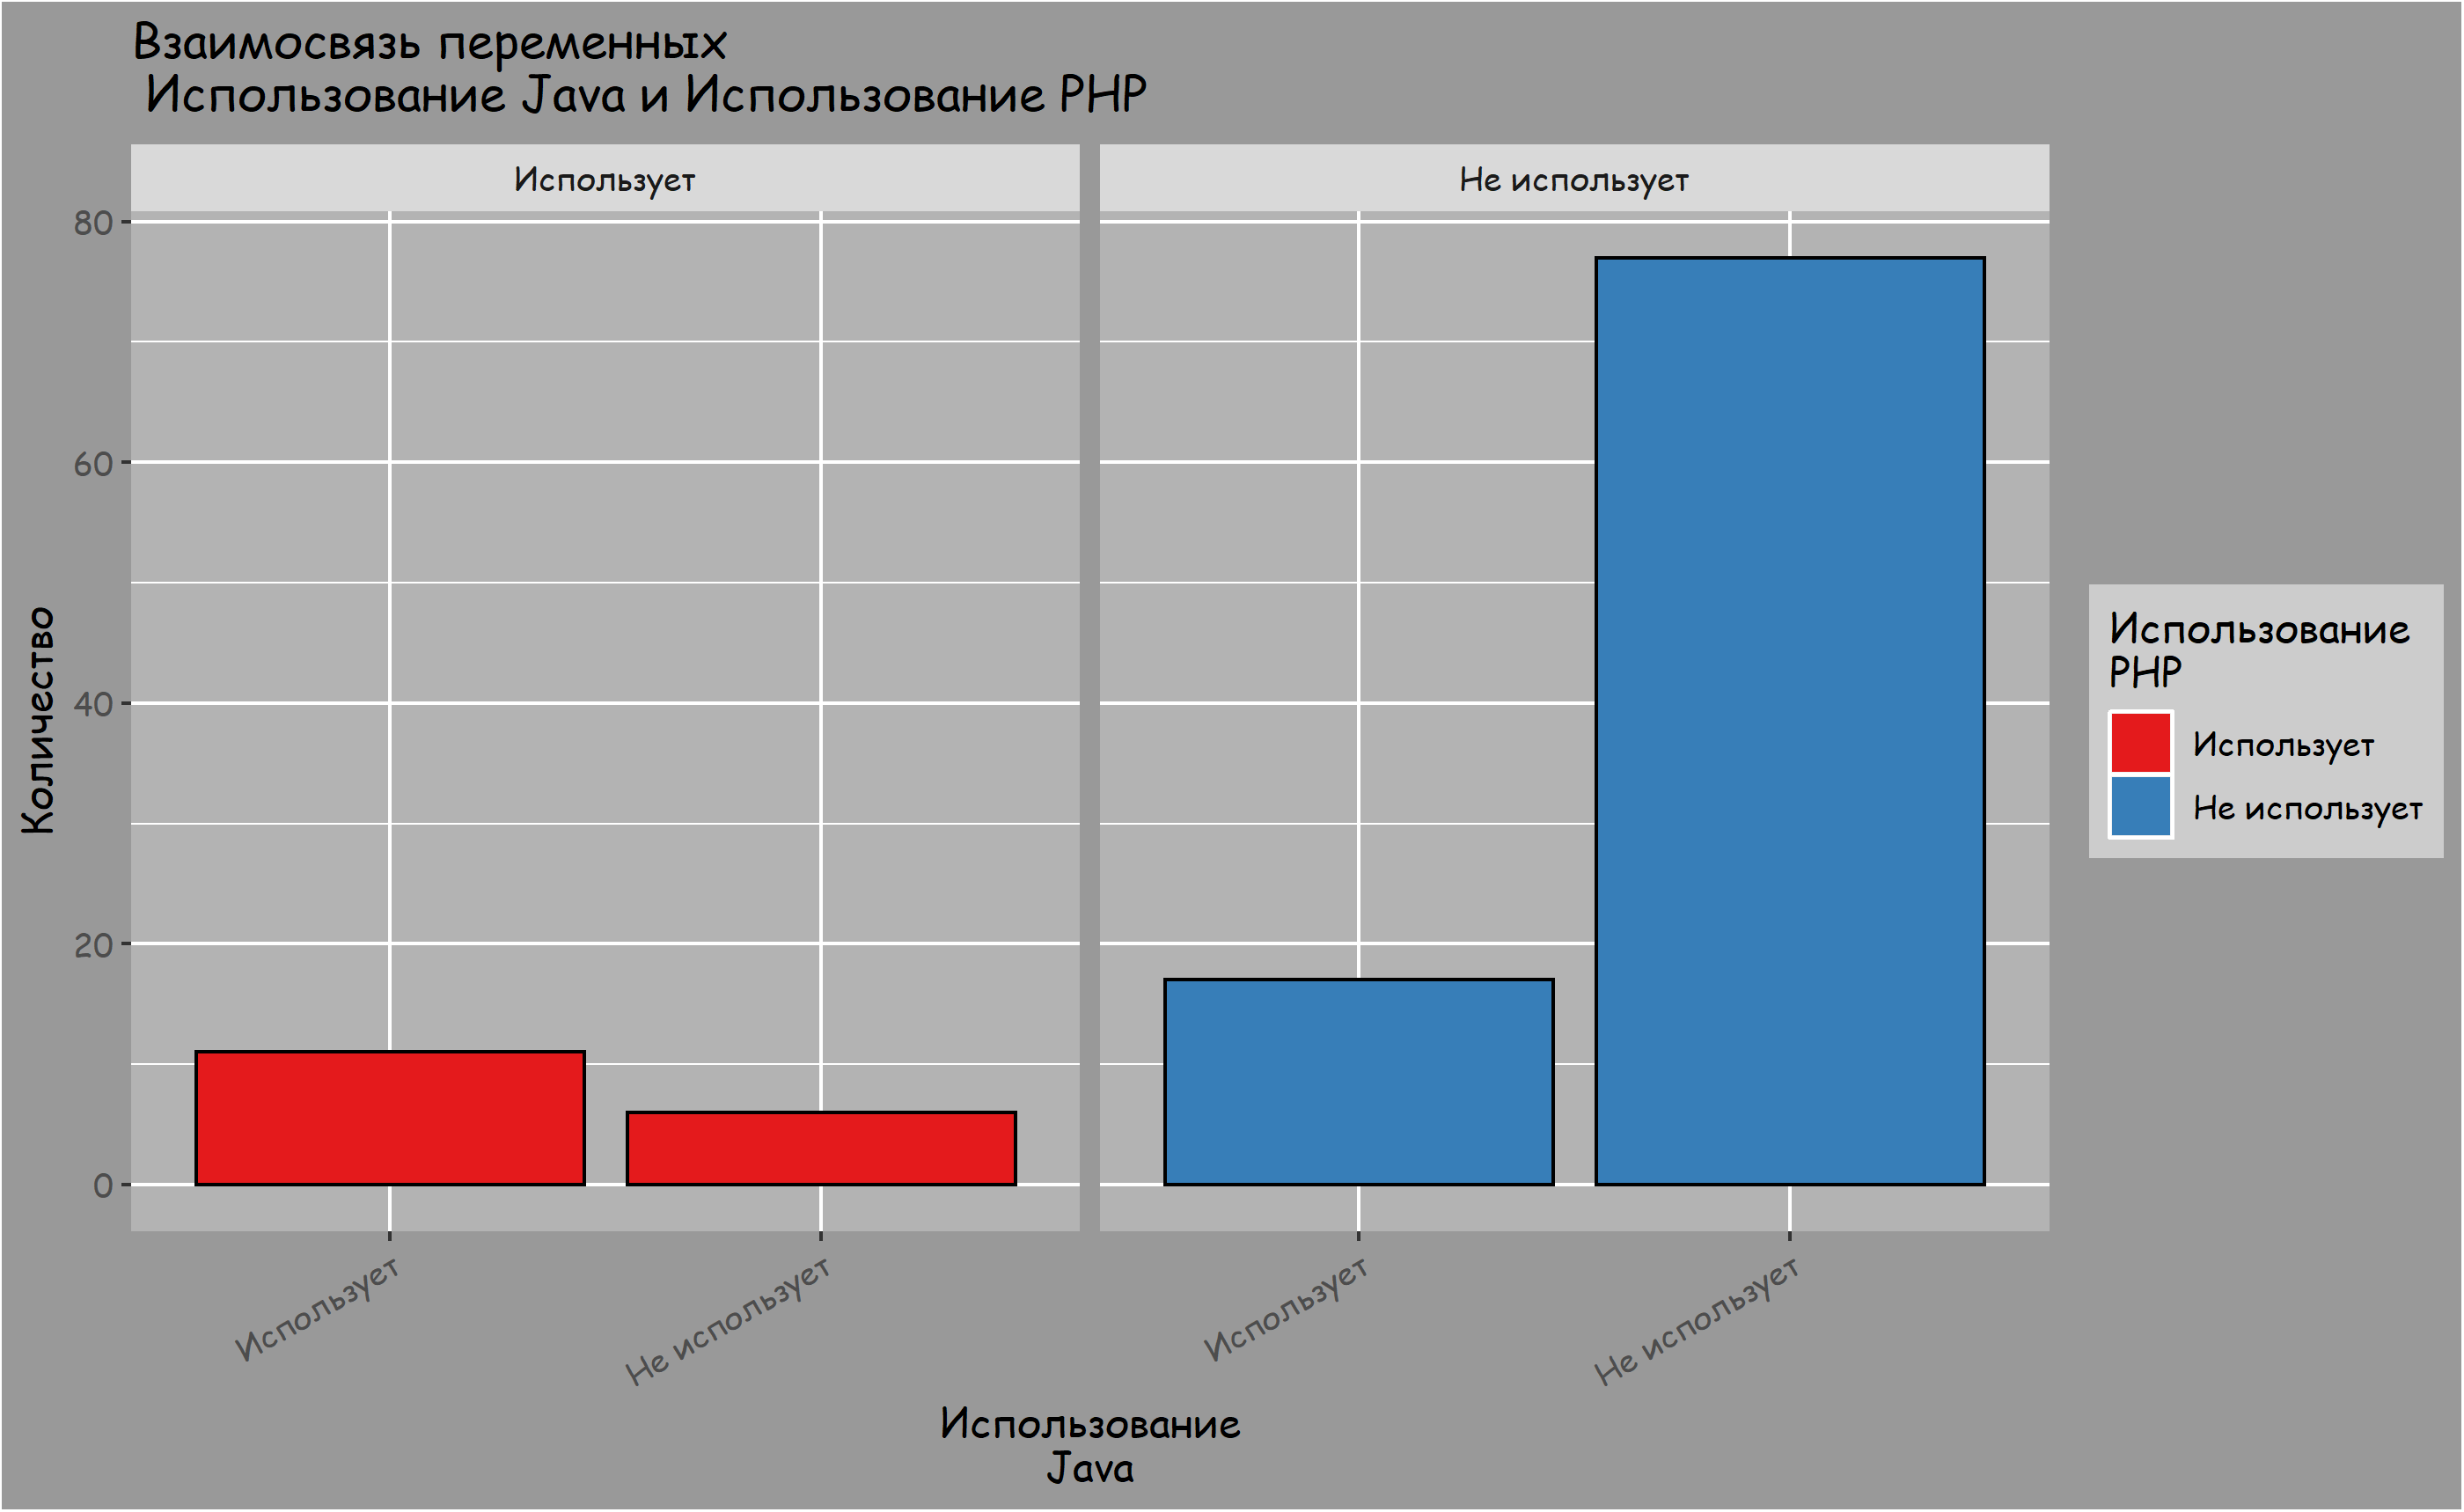 Взаимосвязь переменных
Использование Java и Использование PHP
Использует
Не использует
80
60
40
20
0
Количество
Использует
Не использует
Использует
Не использует
Использование
Java
Использование
PHP
Использует
Не использует